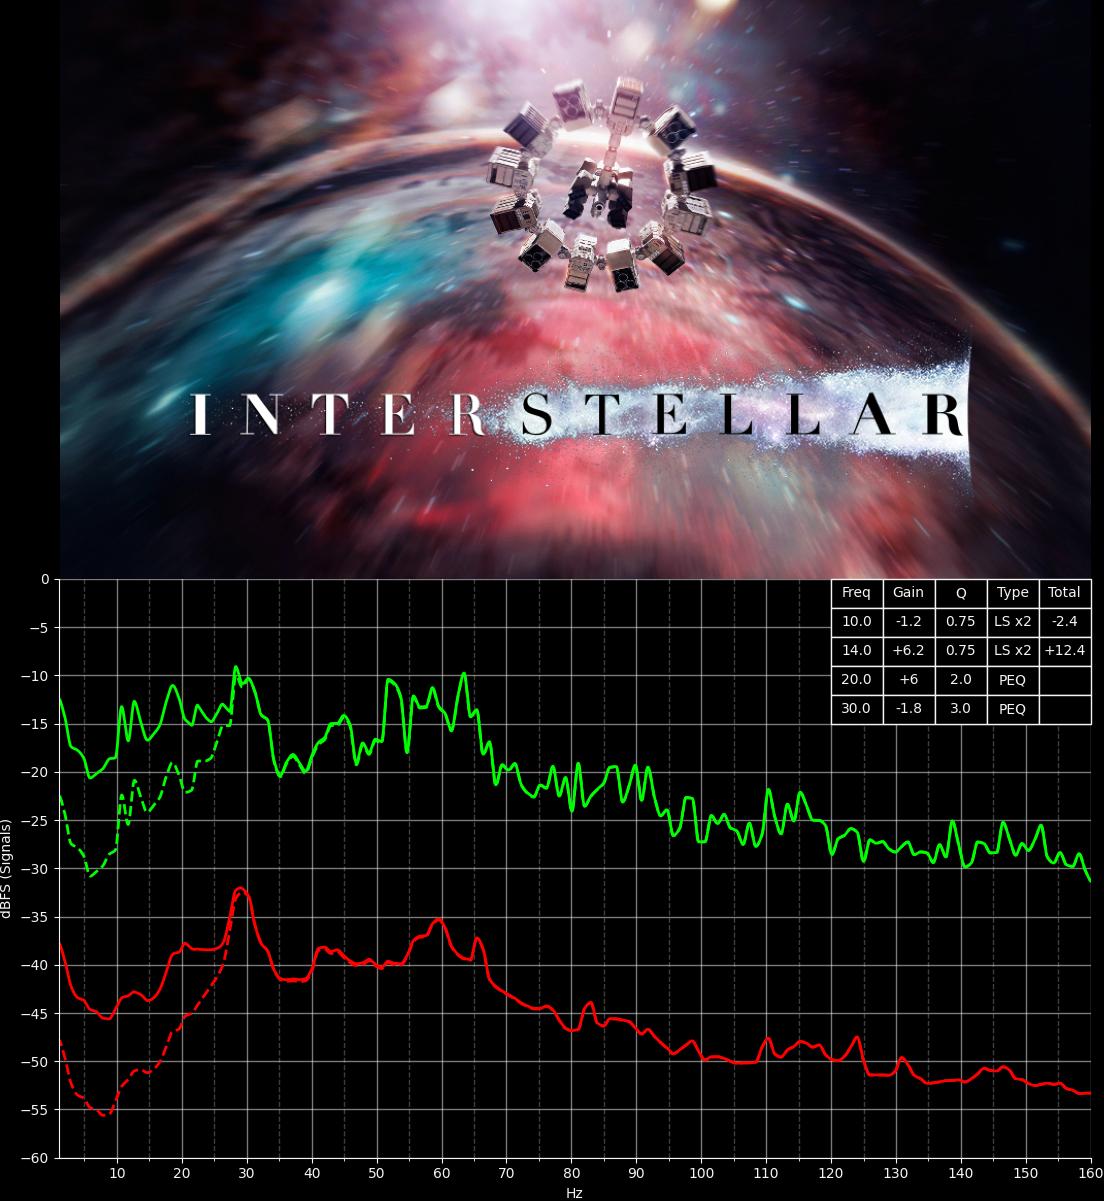 INTERSTELLAR
0
−5
−10
−15
−20
−25
−30
−35
−40
−45
−50
−55
−60
dBFS (Signals)
Freq Gain Q Type Total
10.0 -1.2 0.75 LS x2 -2.4
14.0 +6.2 0.75 LS x2 +12.4
20.0 +6 2.0 PEQ
30.0 -1.8 3.0 PEQ
10 20 30 40 50 60 70 80 90 100 110 120 130 140 150 160
Hz